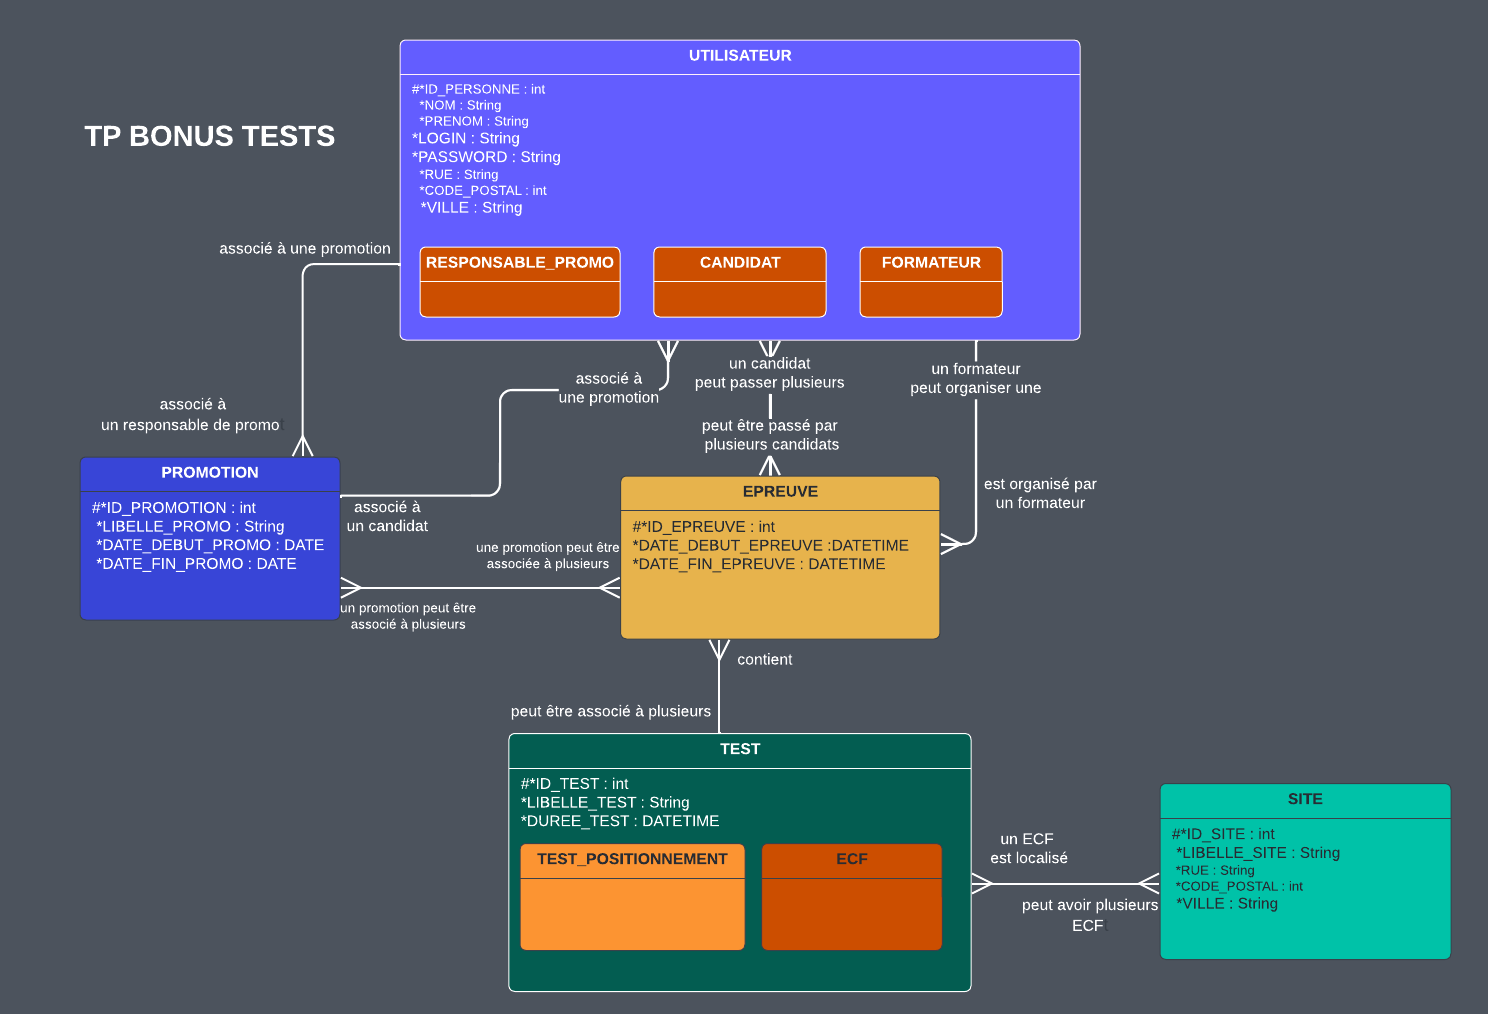 UTILISATEUR
#*ID_PERSONNE : int
*NOM : String
*PRENOM : String
*LOGIN : String
*PASSWORD : String
*RUE : String
*CODE_POSTAL : int
*VILLE : String
TP BONUS TESTS
RESPONSABLE_PROMO
CANDIDAT
FORMATEUR
associé à une promotion
associé à
un responsable de promot
associé à
une promotion
un candidat
peut passer plusieurs
peut être passé par
plusieurs candidats
un formateur
peut organiser une
est organisé par
un formateur
PROMOTION
#*ID_PROMOTION : int
*LIBELLE_PROMO : String
*DATE_DEBUT_PROMO : DATE
*DATE_FIN_PROMO : DATE
associé à
un candidat
une promotion peut être
associée à plusieurs
un promotion peut être
associé à plusieurs
EPREUVE
#*ID_EPREUVE : int
*DATE_DEBUT_EPREUVE :DATETIME
*DATE_FIN_EPREUVE : DATETIME
contient
peut être associé à plusieurs
TEST
#*ID_TEST : int
*LIBELLE_TEST : String
*DUREE_TEST : DATETIME
TEST_POSITIONNEMENT
ECF
un ECF
est localisé
peut avoir plusieurs
ECF
SITE
#*ID_SITE : int
*LIBELLE_SITE : String
*RUE : String
*CODE_POSTAL : int
*VILLE : String